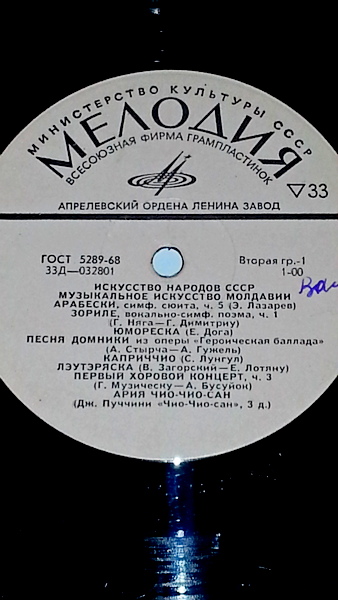 МИНИСТЕРСТВО КУЛЬТУРЫ СССР
МЕЛОДИЯ
ВСЕСОЮЗНАЯ ФИРМА ГРАМПЛАСТИНОК
▽33
АПРЕЛЕВСКИЙ ОРДЕНА ЛЕНИНА ЗАВОД
ГОСТ 5289-68 Вторая гр.-1
33Д—032801 1-00
ИСКУССТВО НАРОДОВ СССР
МУЗЫКАЛЬНОЕ ИСКУССТВО МОЛДАВИИ
АРАБЕСКИ, симф. сюита, ч. 5 (Э. Лазарев)
ЗОРИЛЕ, вокально-симф. поэма, ч. 1
(Г. Няга—Г. Димитриу)
ЮМОРЕСКА (Е. Дога)
ПЕСНЯ ДОМНИКИ из оперы «Героическая баллада»
(А. Стырча—А. Гужель)
КАПРИЧЧИО (С. Лунгул)
ЛЭУТЭРЯСКА (В. Загорский—Е. Лотяну)
ПЕРВЫЙ ХОРОВОЙ КОНЦЕРТ, ч. 3
(Г. Музическу—А. Бусуйон)
АРИЯ ЧИО-ЧИО-САН
(Дж. Пуччини «Чио-Чио-сан», 3 д.)